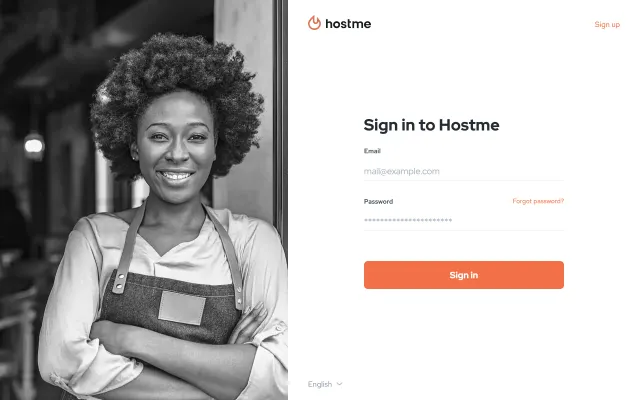 hostme
Sign up
Sign in to Hostme
Email
mail@example.com
Password
Forgot password?
**********************
Sign in
English